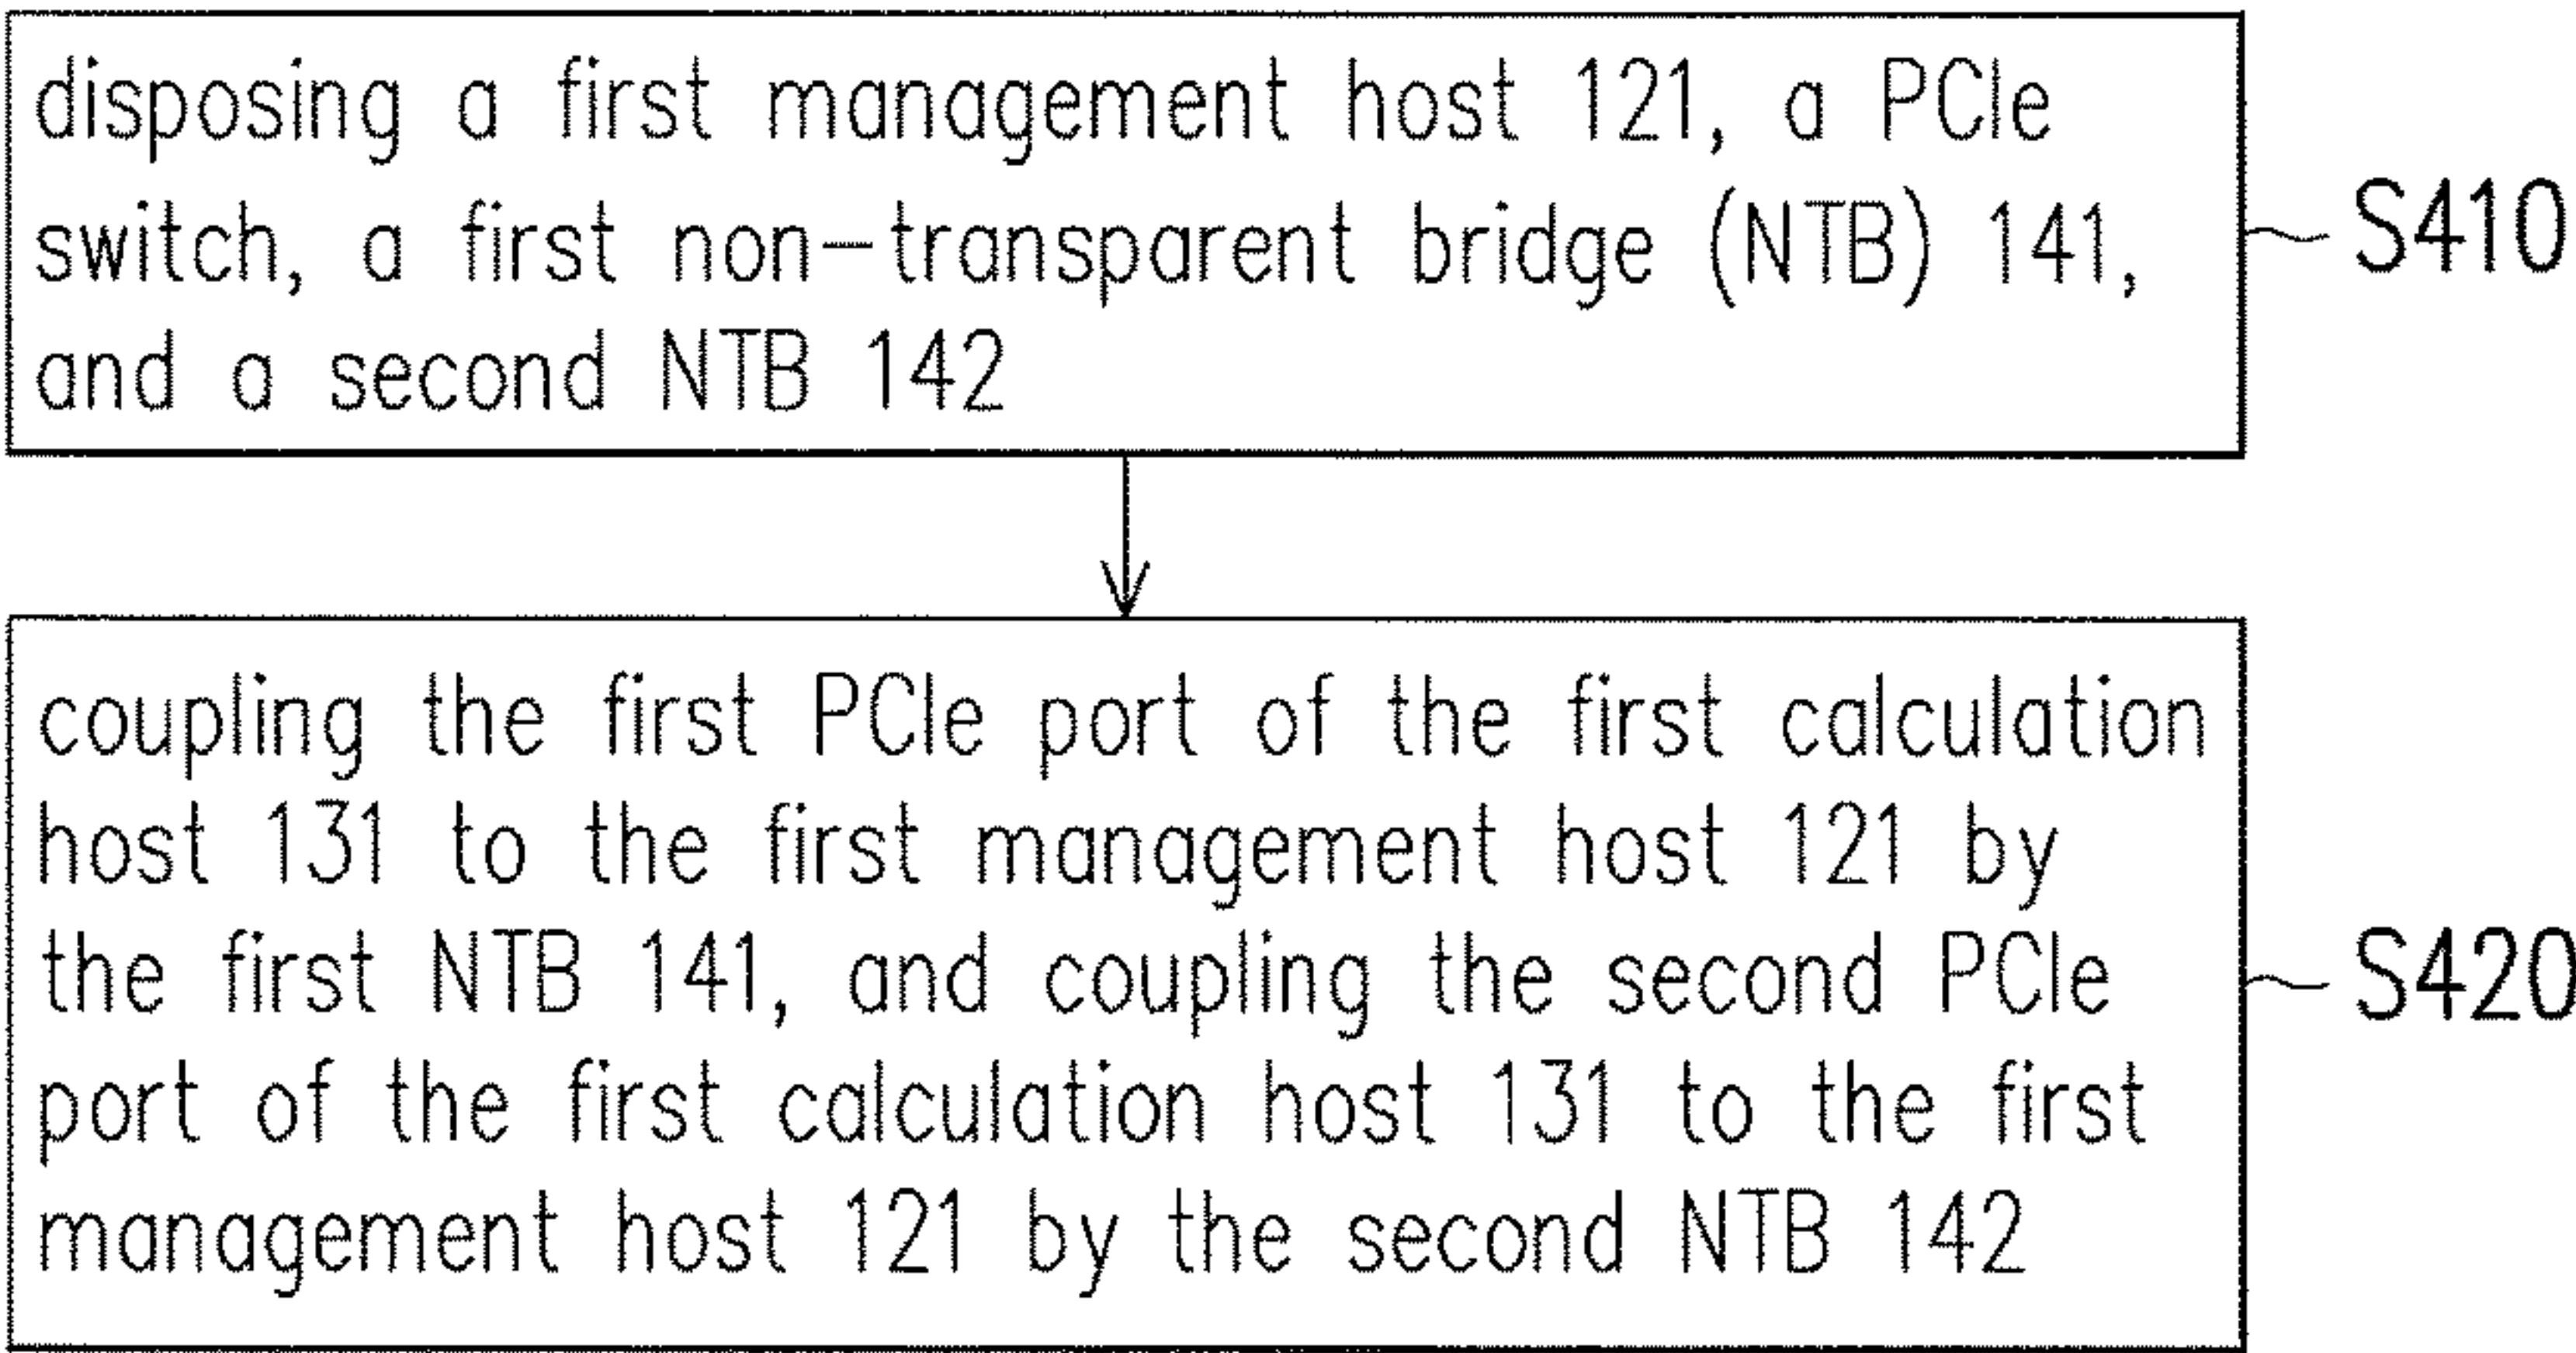 disposing a first management host 121, a PCIe
switch, a first non-transparent bridge (NTB) 141,
and a second NTB 142
S410
coupling the first PCIe port of the first calculation
host 131 to the first management host 121 by
the first NTB 141, and coupling the second PCIe
port of the first calculation host 131 to the first
management host 121 by the second NTB 142
S420